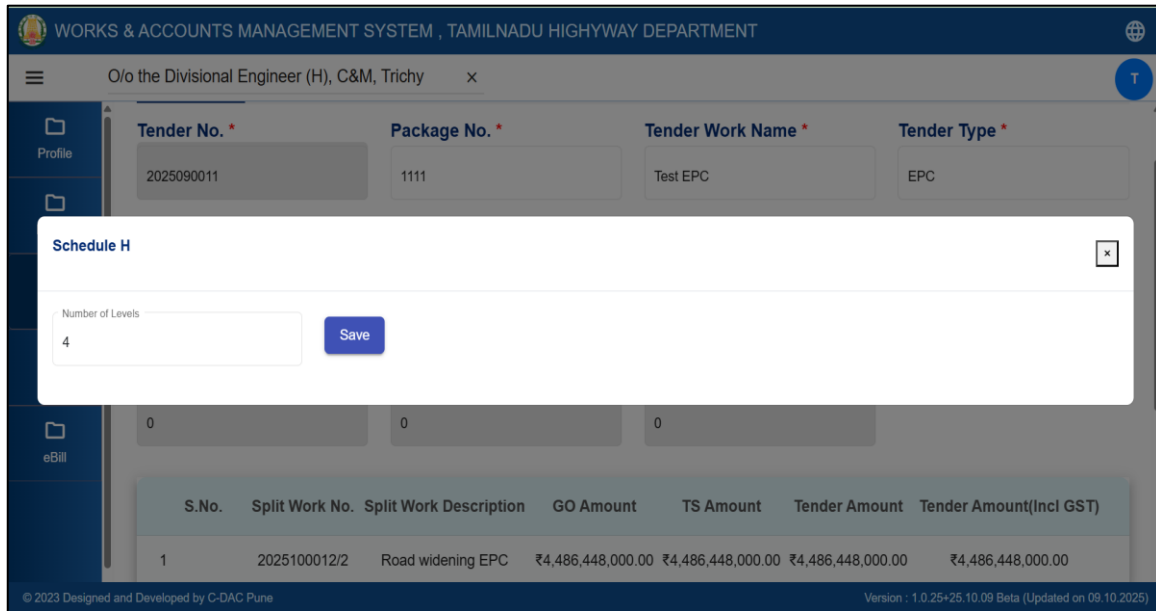 WORKS & ACCOUNTS MANAGEMENT SYSTEM , TAMILNADU HIGHYWAY DEPARTMENT
O/o the Divisional Engineer (H), C&M, Trichy ×
T
Profile
Tender No. * Package No. * Tender Work Name * Tender Type *
2025090011 1111 Test EPC EPC
Schedule H
×
Number of Levels
4
Save
0 0 0
eBill
S.No. Split Work No. Split Work Description GO Amount TS Amount Tender Amount Tender Amount(Incl GST)
1 2025100012/2 Road widening EPC ₹4,486,448,000.00 ₹4,486,448,000.00 ₹4,486,448,000.00 ₹4,486,448,000.00
© 2023 Designed and Developed by C-DAC Pune Version : 1.0.25+25.10.09 Beta (Updated on 09.10.2025)